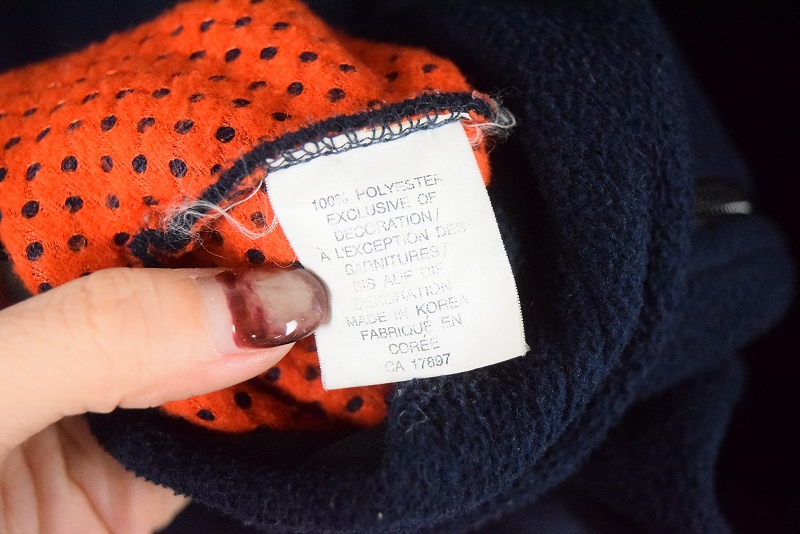 100% POLYESTER
EXCLUSIVE OF
DECORATION/
À L'EXCEPTION DES
GARNITURES/
BIS AUF DIE
DEKORATION
MADE IN KOREA
FABRIQUÉ EN
CORÉE
CA 17897